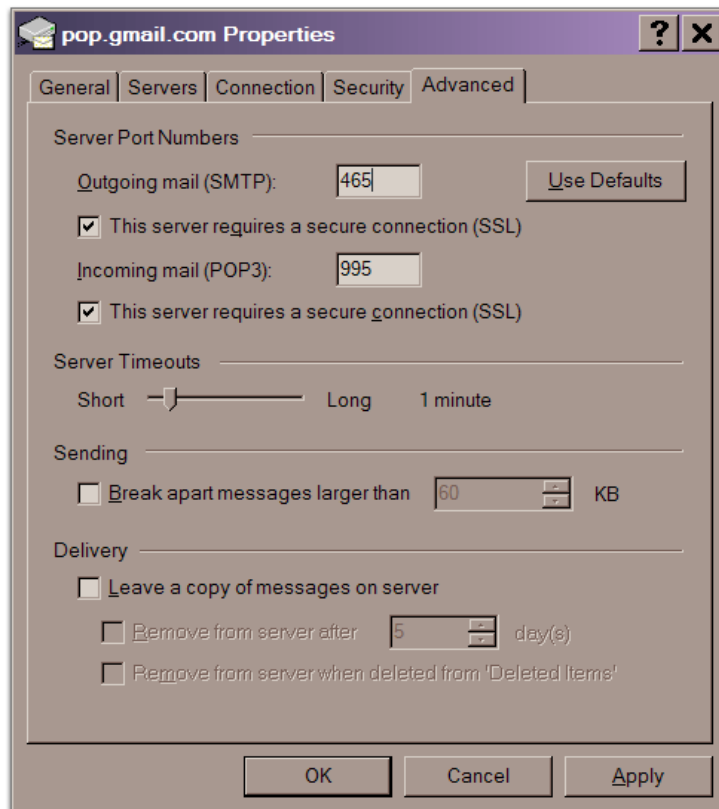 pop.gmail.com Properties
General Servers Connection Security Advanced
Server Port Numbers
Outgoing mail (SMTP): 465 Use Defaults
This server requires a secure connection (SSL)
Incoming mail (POP3): 995
This server requires a secure connection (SSL)
Server Timeouts
Short Long 1 minute
Sending
Break apart messages larger than 60 KB
Delivery
Leave a copy of messages on server
Remove from server after 5 day(s)
Remove from server when deleted from 'Deleted Items'
OK Cancel Apply